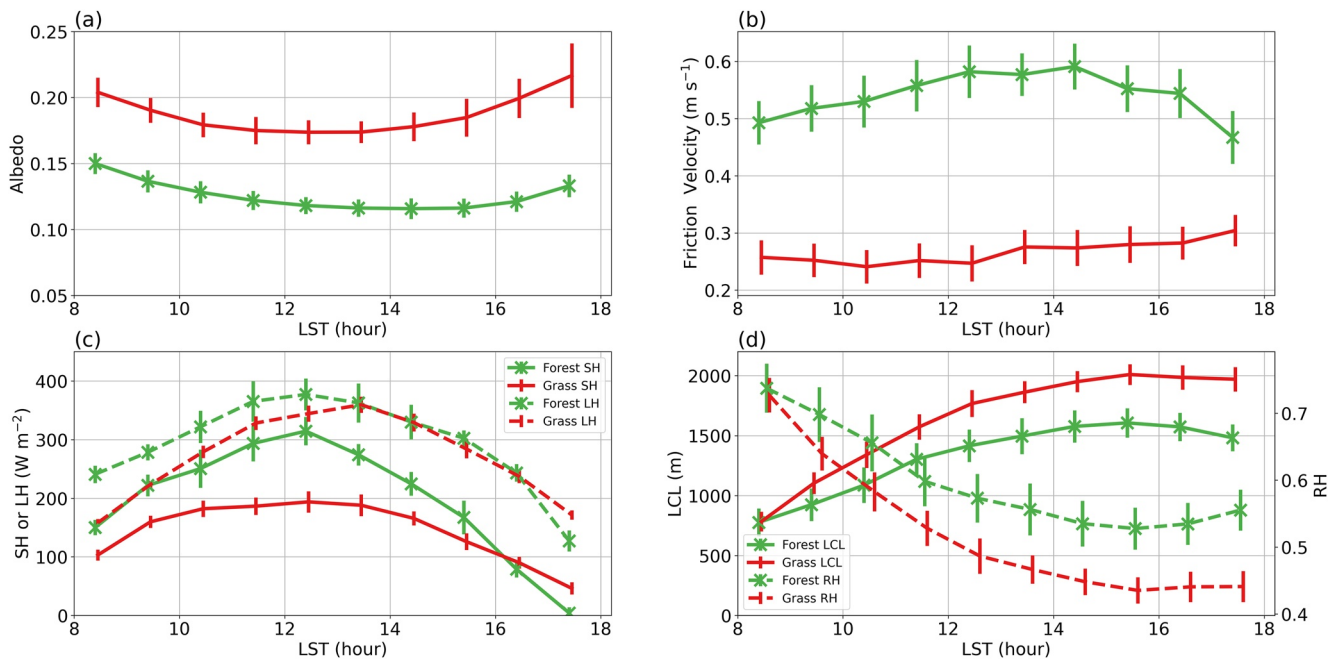 (a)
0.25
0.20
0.15
0.10
0.05
Albedo
8 10 12 14 16 18
LST (hour)
(b)
0.6
0.5
0.4
0.3
0.2
Friction Velocity (m s⁻¹)
8 10 12 14 16 18
LST (hour)
(c)
400
300
200
100
0
SH or LH (W m⁻²)
Forest SH
Grass SH
Forest LH
Grass LH
8 10 12 14 16 18
LST (hour)
(d)
2000
1500
1000
500
0
LCL (m)
Forest LCL
Grass LCL
Forest RH
Grass RH
0.7
0.6
0.5
0.4
RH
8 10 12 14 16 18
LST (hour)